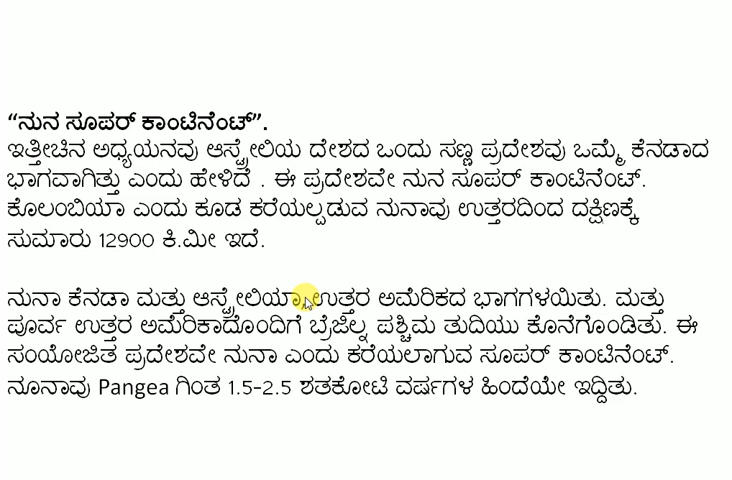 “ನುನ ಸೂಪರ್ ಕಾಂಟಿನೆಂಟ್”.
ಇತ್ತೀಚಿನ ಅಧ್ಯಯನವು ಆಸ್ಟ್ರೇಲಿಯ ದೇಶದ ಒಂದು ಸಣ್ಣ ಪ್ರದೇಶವು ಒಮ್ಮೆ ಕೆನಡಾದ
ಭಾಗವಾಗಿತ್ತು ಎಂದು ಹೇಳಿದೆ . ಈ ಪ್ರದೇಶವೇ ನುನ ಸೂಪರ್ ಕಾಂಟಿನೆಂಟ್.
ಕೊಲಂಬಿಯಾ ಎಂದು ಕೂಡ ಕರೆಯಲ್ಪಡುವ ನುನಾವು ಉತ್ತರದಿಂದ ದಕ್ಷಿಣಕ್ಕೆ
ಸುಮಾರು 12900 ಕಿ.ಮೀ ಇದೆ.
ನುನಾ ಕೆನಡಾ ಮತ್ತು ಆಸ್ಟ್ರೇಲಿಯಾ, ಉತ್ತರ ಅಮೆರಿಕದ ಭಾಗಗಳಯಿತು. ಮತ್ತು
ಪೂರ್ವ ಉತ್ತರ ಅಮೆರಿಕಾದೊಂದಿಗೆ ಬ್ರೆಜಿಲ್ನ ಪಶ್ಚಿಮ ತುದಿಯು ಕೊನೆಗೊಂಡಿತು. ಈ
ಸಂಯೋಜಿತ ಪ್ರದೇಶವೇ ನುನಾ ಎಂದು ಕರೆಯಲಾಗುವ ಸೂಪರ್ ಕಾಂಟಿನೆಂಟ್.
ನೂನಾವು Pangea ಗಿಂತ 1.5-2.5 ಶತಕೋಟಿ ವರ್ಷಗಳ ಹಿಂದೆಯೇ ಇದ್ದಿತು.